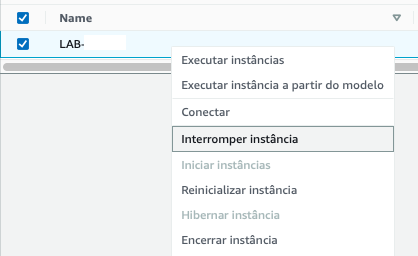 Name
LAB-
Executar instâncias
Executar instância a partir do modelo
Conectar
Interromper instância
Iniciar instâncias
Reinicializar instância
Hibernar instância
Encerrar instância